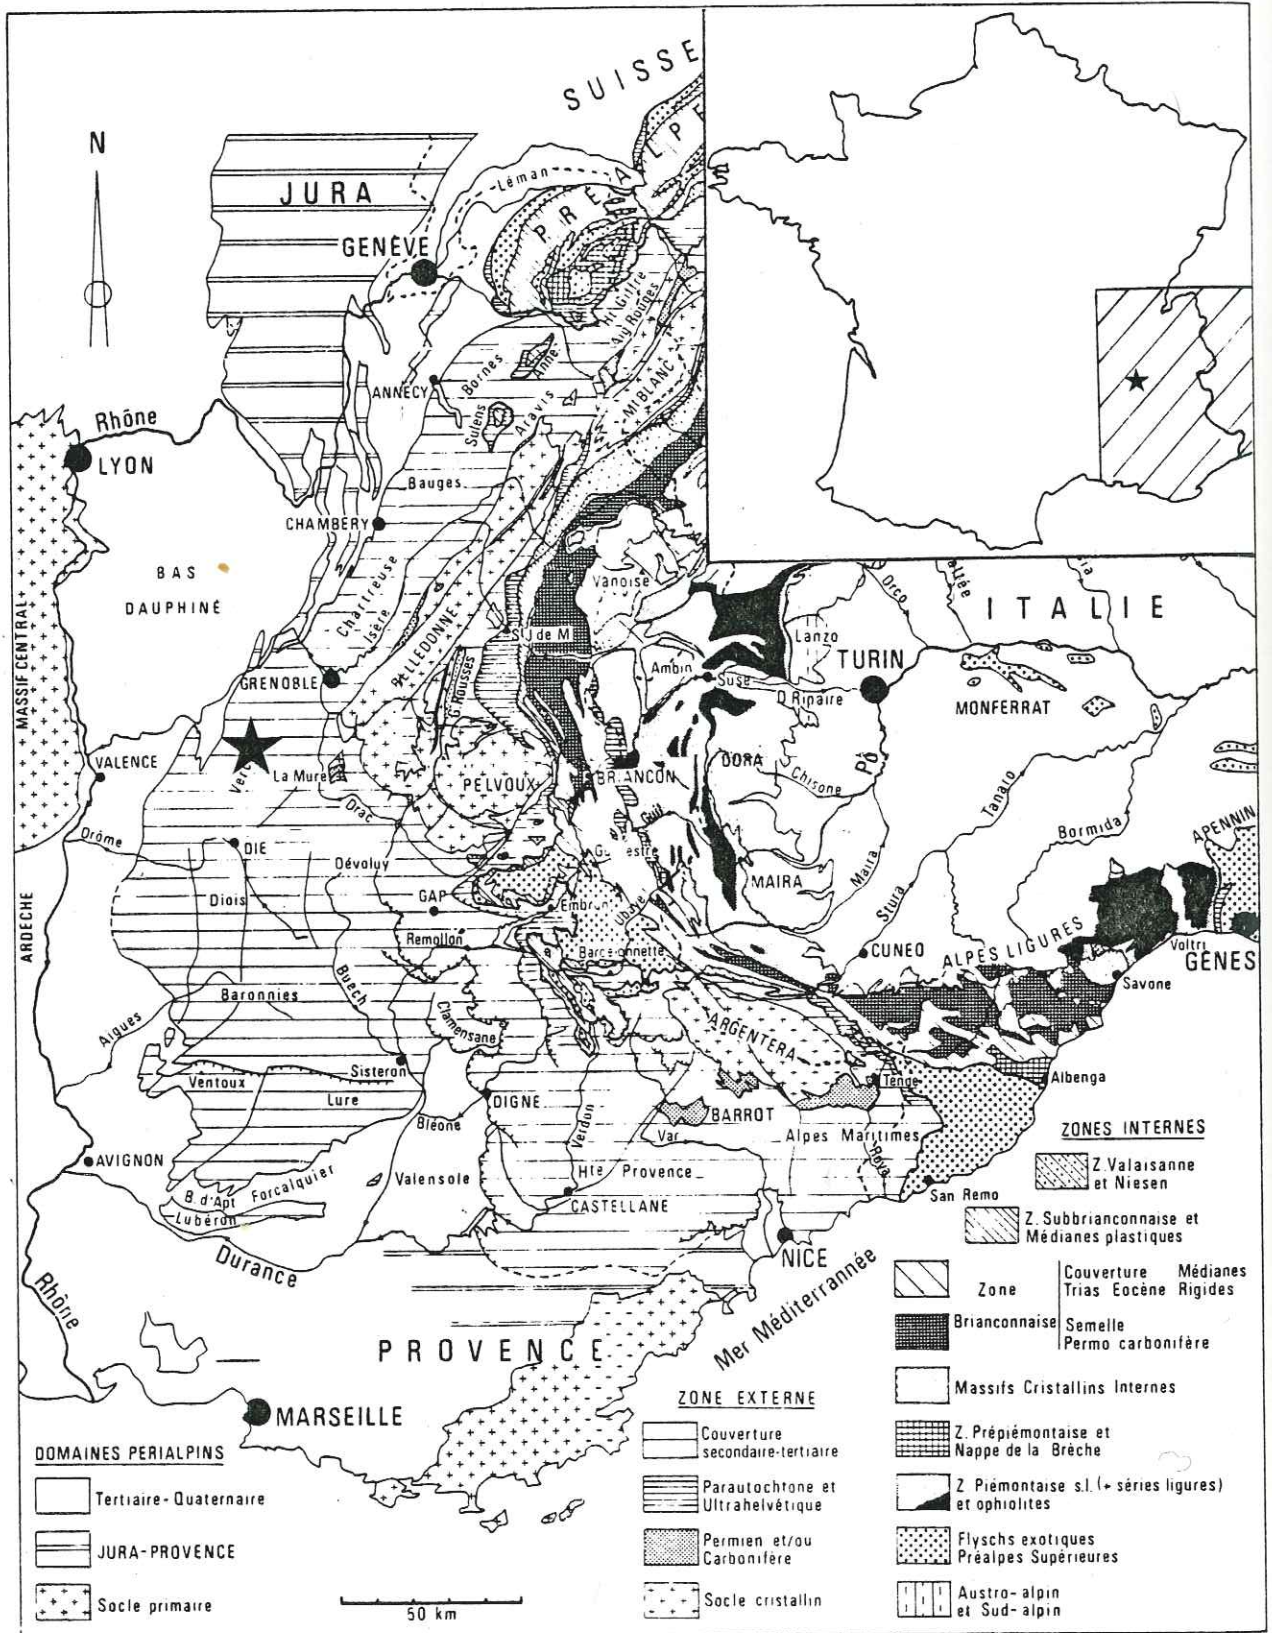 SUISSE
N
JURA
Léman
PREALPE
GENÈVE
Ht Giffre
Aig Rouges
Bornes
Anne
ANNECY
Mt BLANC
Sulens
Aravis
Rhône
LYON
Bauges
CHAMBERY
MASSIF CENTRAL
BAS
DAUPHINÉ
Chartreuse
Isère
Vanoise
Orco
ITALIE
BELLEDONNE
St J de M
Lanzo
TURIN
Ambin
Suse
D Ripaire
GRENOBLE
G. Rousses
MONFERRAT
VALENCE
La Mure
PELVOUX
BRIANCON
DORA
Chisone
Pô
Tanaro
Drac
Drôme
DIE
Guil
Bormida
APENNIN
Dévoluy
MAIRA
Maira
Stura
ARDECHE
Diois
GAP
Embrun
Ubaye
Remollon
Barcelonnette
CUNEO
ALPES LIGURES
Voltri
GÊNES
Savone
Baronnies
Buech
Clamensane
ARGENTERA
Aigues
Sisteron
Ventoux
Lure
DIGNE
Tende
Albenga
Bléone
Verdon
BARROT
Var
Alpes Maritimes
Roya
AVIGNON
Valensole
Hte Provence
B d'Apt
Forcalquier
Lubéron
CASTELLANE
San Remo
Durance
NICE
Rhône
Mer Méditerrannée
PROVENCE
MARSEILLE
ZONES INTERNES
Z. Valaisanne
et Niesen
Z. Subbrianconnaise et
Médianes plastiques
Zone
Brianconnaise
Couverture Médianes
Trias Eocène Rigides
Semelle
Permo carbonifère
Massifs Cristallins Internes
Z. Prépiémontaise et
Nappe de la Brèche
Z Piémontaise s.l. (+ séries ligures)
et ophiolites
Flyschs exotiques
Préalpes Supérieures
Austro-alpin
et Sud-alpin
ZONE EXTERNE
Couverture
secondaire-tertiaire
Parautochtone et
Ultrahelvétique
Permien et/ou
Carbonifère
Socle cristallin
DOMAINES PERIALPINS
Tertiaire-Quaternaire
JURA-PROVENCE
Socle primaire
50 km